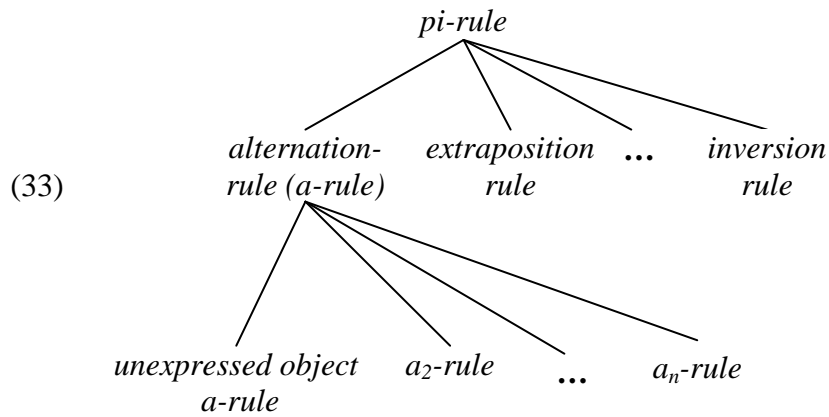 pi-rule
alternation- extraposition ... inversion
(33) rule (a-rule) rule rule
unexpressed object a2-rule ... an-rule
a-rule